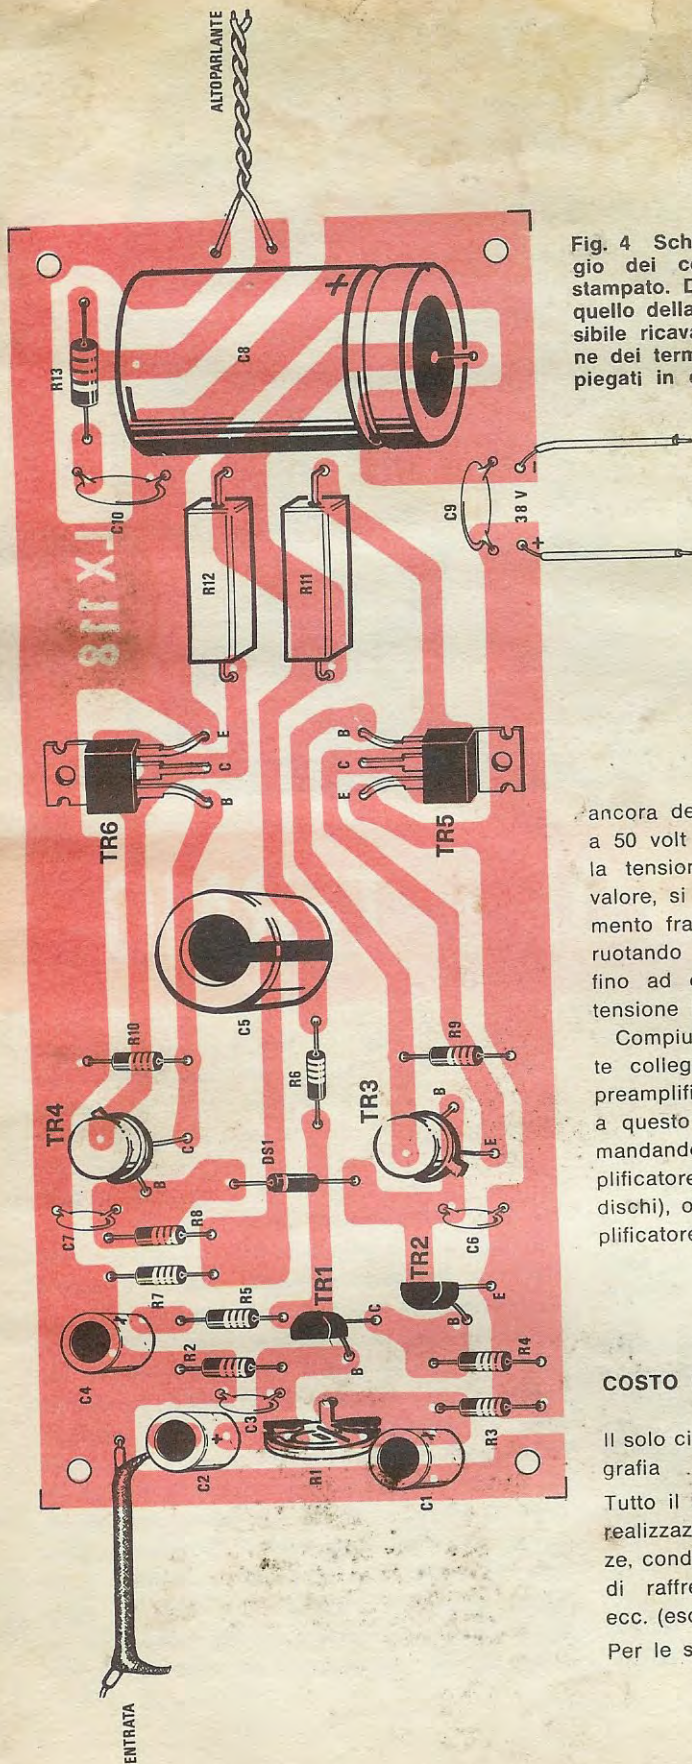 ALTOPARLANTE
R13
C8
+
C10
LX118
R12
R11
C9
38 V
+
-
E
C
B
TR6
B
C
E
TR5
C5
R10
R6
R9
TR4
B
C
TR3
B
E
DS1
C7
R8
C6
R7
R5
TR1
C
B
TR2
E
B
C4
+
R2
C3
R4
R3
C2
+
R1
C1
+
ENTRATA
Fig. 4 Sch
gio dei co
stampato. D
quello della
sibile ricava
ne dei term
piegati in c
ancora de
a 50 volt
la tension
valore, si
mento fra
ruotando
fino ad
tensione
Compiu
te colleg
preamplifi
a questo
mandando
plificatore
dischi), o
plificatore
COSTO
Il solo ci
grafia .
Tutto il
realizzaz
ze, cond
di raffre
ecc. (esc
Per le s